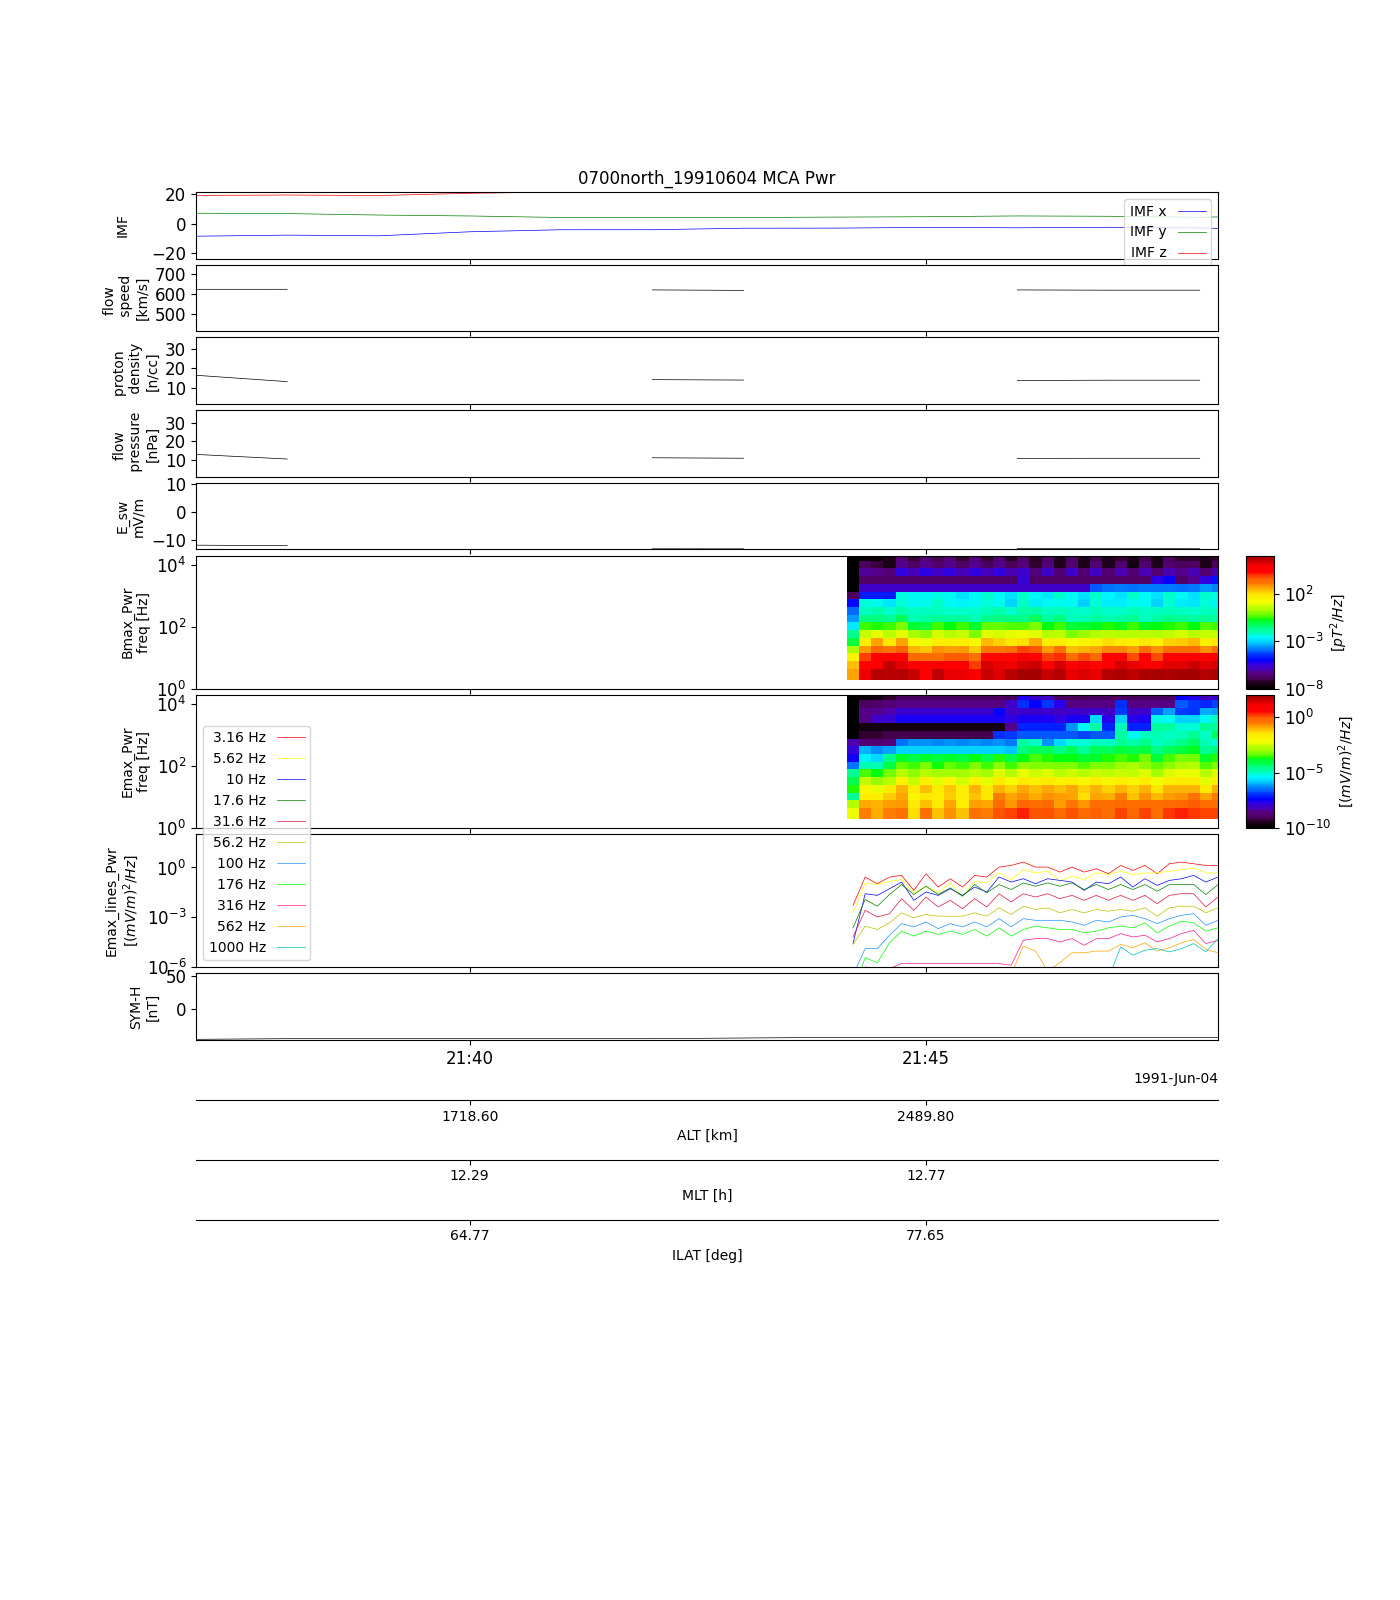 0700north_19910604 MCA Pwr
IMF
20
0
−20
IMF x
IMF y
IMF z
flow
speed
[km/s]
700
600
500
proton
density
[n/cc]
30
20
10
flow
pressure
[nPa]
30
20
10
E_sw
mV/m
10
0
−10
Bmax_Pwr
freq [Hz]
10^4
10^2
10^0
10^2
10^−3
10^−8
[pT^2/Hz]
Emax_Pwr
freq [Hz]
10^4
10^2
10^0
10^0
10^−5
10^−10
[(mV/m)^2/Hz]
3.16 Hz
5.62 Hz
10 Hz
17.6 Hz
31.6 Hz
56.2 Hz
100 Hz
176 Hz
316 Hz
562 Hz
1000 Hz
Emax_lines_Pwr
[(mV/m)^2/Hz]
10^0
10^−3
10^−6
SYM-H
[nT]
50
0
21:40 21:45
1991-Jun-04
1718.60 2489.80
ALT [km]
12.29 12.77
MLT [h]
64.77 77.65
ILAT [deg]